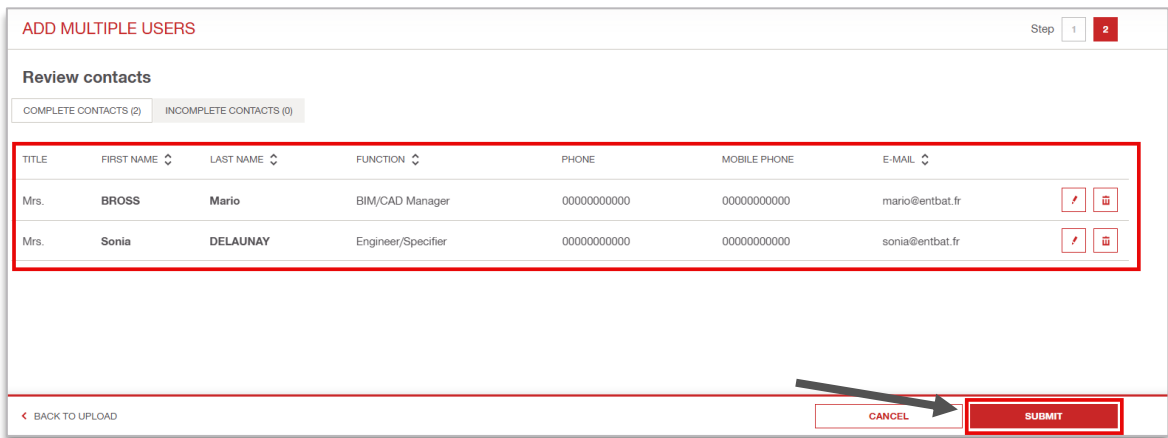 ADD MULTIPLE USERS Step 1 2
Review contacts
COMPLETE CONTACTS (2) INCOMPLETE CONTACTS (0)
TITLE FIRST NAME LAST NAME FUNCTION PHONE MOBILE PHONE E-MAIL
Mrs. BROSS Mario BIM/CAD Manager 00000000000 00000000000 mario@entbat.fr
Mrs. Sonia DELAUNAY Engineer/Specifier 00000000000 00000000000 sonia@entbat.fr
BACK TO UPLOAD CANCEL SUBMIT